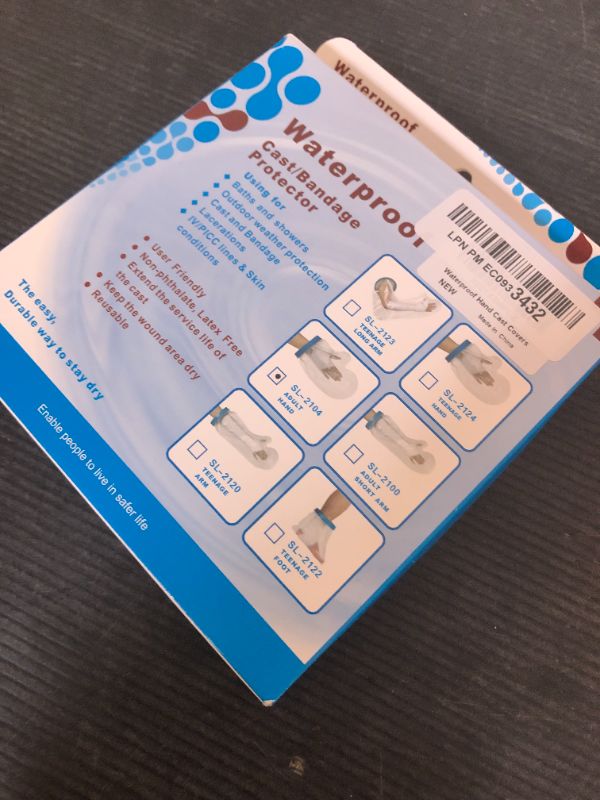 Waterproof
Waterproof
Cast/Bandage
Protector
Using for
Baths and showers
Outdoor weather protection
Cast and Bandage
Lacerations
IV/PICC lines & Skin
conditions
User Friendly
Non-phthalate, Latex Free
Extend the service life of
the cast
Keep the wound area dry
Reusable
The easy,
Durable way to stay dry
Enable people to live in safer life
LPN PM EC093 3432
Waterproof Hand Cast Covers
NEW
Made in China
SL-2123
TEENAGE
LONG ARM
SL-2124
TEENAGE
HAND
SL-2104
ADULT
HAND
SL-2100
ADULT
SHORT ARM
SL-2120
TEENAGE
ARM
SL-2122
TEENAGE
FOOT